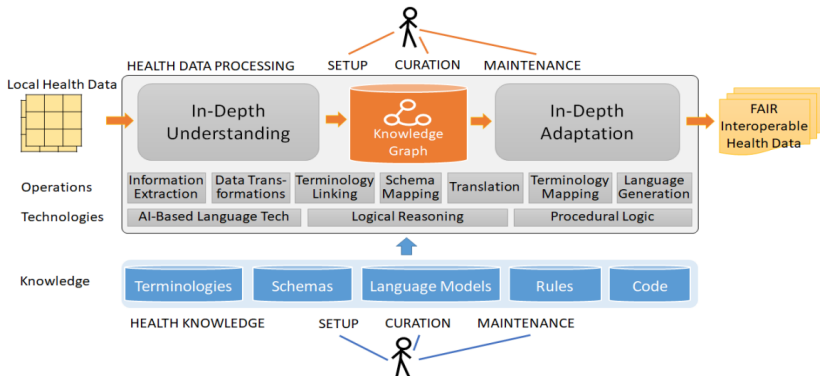 HEALTH DATA PROCESSING
SETUP
CURATION
MAINTENANCE
Local Health Data
In-Depth
Understanding
Knowledge
Graph
In-Depth
Adaptation
FAIR
Interoperable
Health Data
Operations
Information
Extraction
Data Trans-
formations
Terminology
Linking
Schema
Mapping
Translation
Terminology
Mapping
Language
Generation
Technologies
AI-Based Language Tech
Logical Reasoning
Procedural Logic
Knowledge
Terminologies
Schemas
Language Models
Rules
Code
HEALTH KNOWLEDGE
SETUP
CURATION
MAINTENANCE